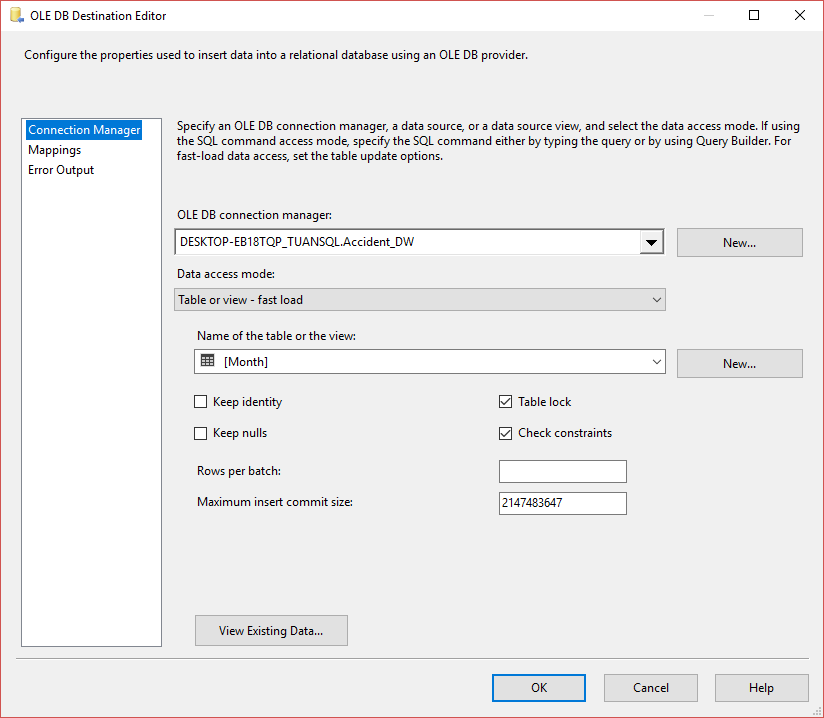 OLE DB Destination Editor
Configure the properties used to insert data into a relational database using an OLE DB provider.
Connection Manager
Mappings
Error Output
Specify an OLE DB connection manager, a data source, or a data source view, and select the data access mode. If using
the SQL command access mode, specify the SQL command either by typing the query or by using Query Builder. For
fast-load data access, set the table update options.
OLE DB connection manager:
DESKTOP-EB18TQP_TUANSQL.Accident_DW
New...
Data access mode:
Table or view - fast load
Name of the table or the view:
[Month]
New...
Keep identity
Table lock
Keep nulls
Check constraints
Rows per batch:
Maximum insert commit size:
2147483647
View Existing Data...
OK
Cancel
Help